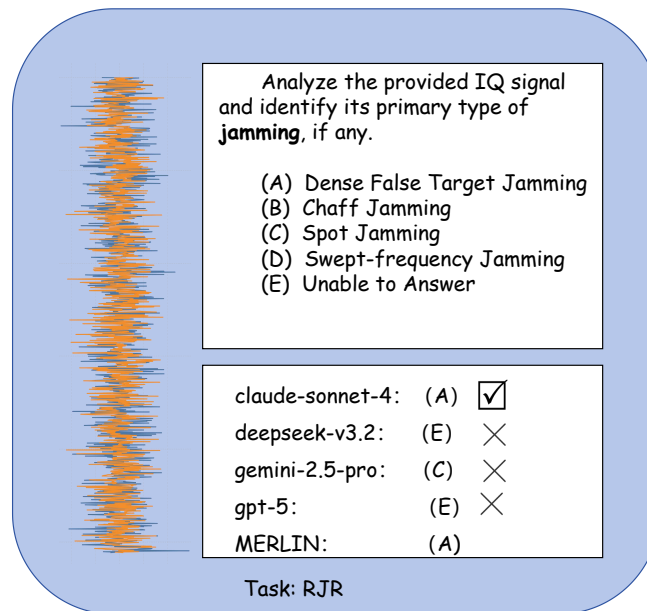 Analyze the provided IQ signal
and identify its primary type of
jamming, if any.
(A) Dense False Target Jamming
(B) Chaff Jamming
(C) Spot Jamming
(D) Swept-frequency Jamming
(E) Unable to Answer
claude-sonnet-4: (A)
deepseek-v3.2: (E)
gemini-2.5-pro: (C)
gpt-5: (E)
MERLIN: (A)
Task: RJR